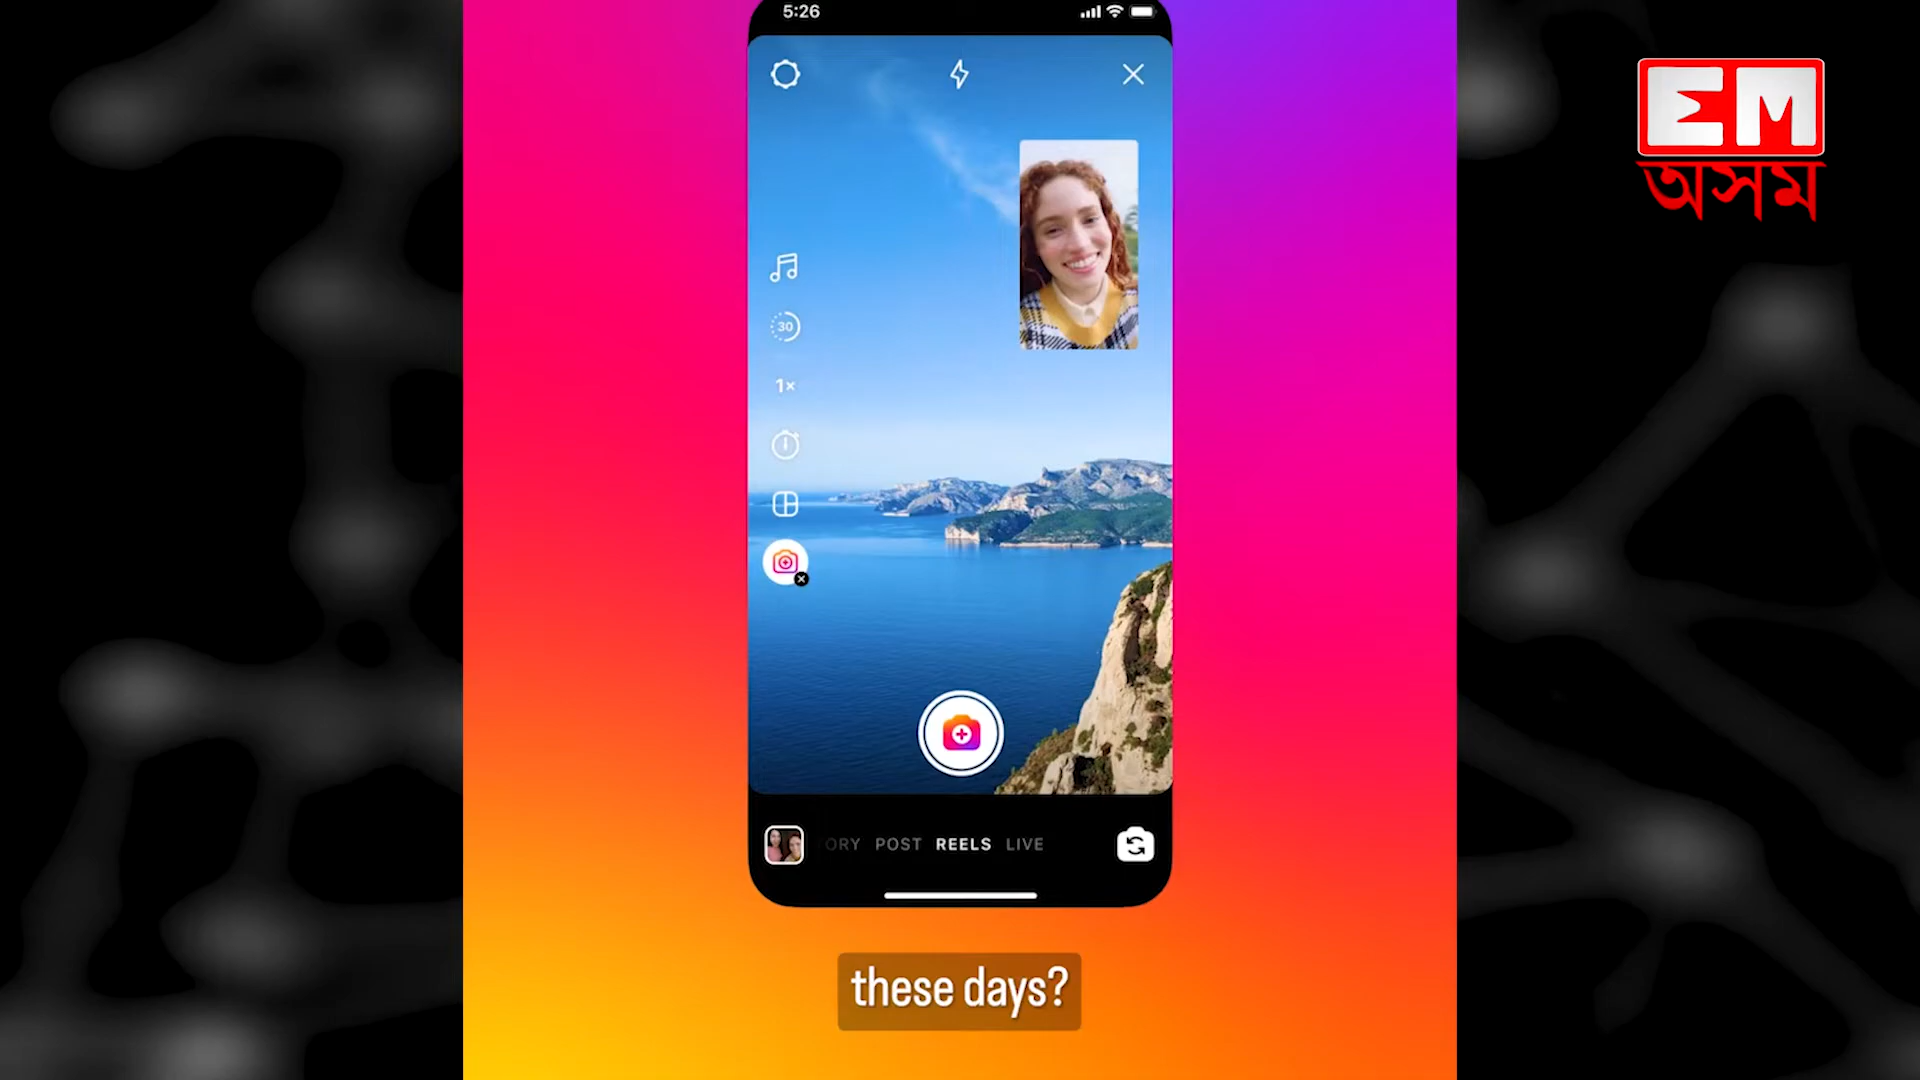 5:26
EM
অসম
30
1×
ORY POST REELS LIVE
these days?